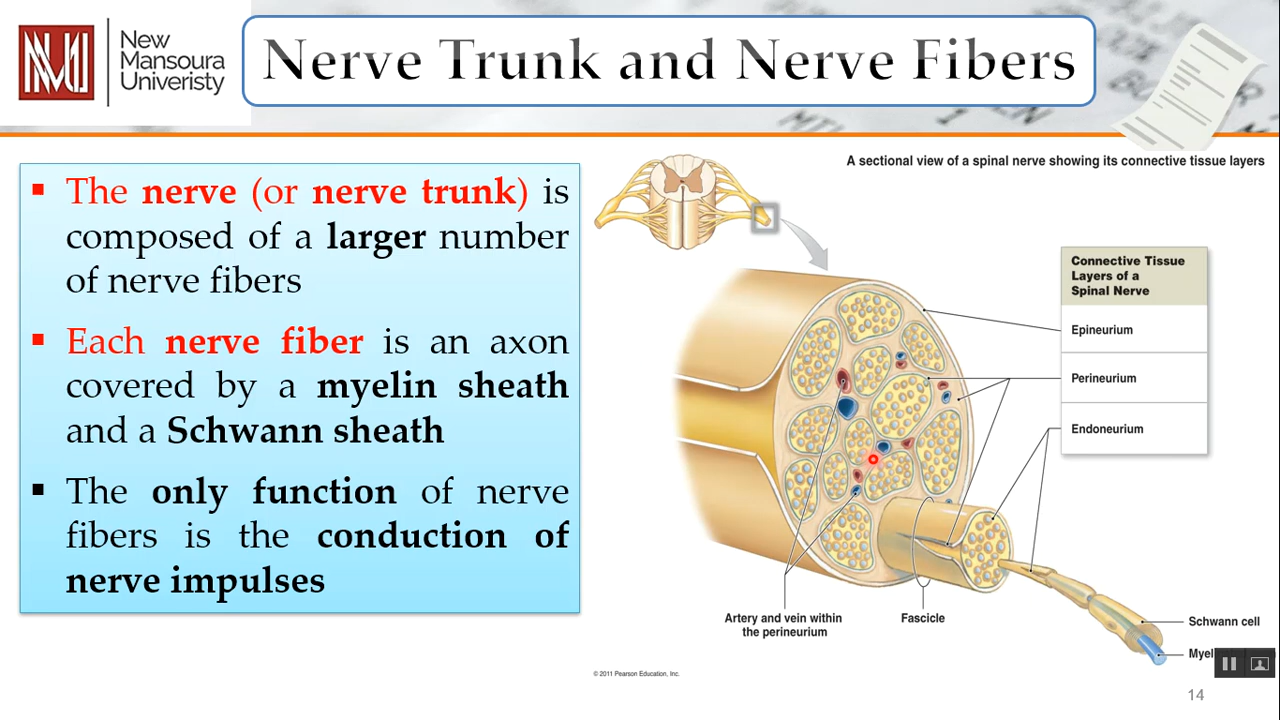 New
Mansoura
Univeristy
Nerve Trunk and Nerve Fibers
A sectional view of a spinal nerve showing its connective tissue layers
▪ The nerve (or nerve trunk) is
composed of a larger number
of nerve fibers
▪ Each nerve fiber is an axon
covered by a myelin sheath
and a Schwann sheath
▪ The only function of nerve
fibers is the conduction of
nerve impulses
Connective Tissue
Layers of a
Spinal Nerve
Epineurium
Perineurium
Endoneurium
Artery and vein within
the perineurium
Fascicle
Schwann cell
© 2011 Pearson Education, Inc.
14